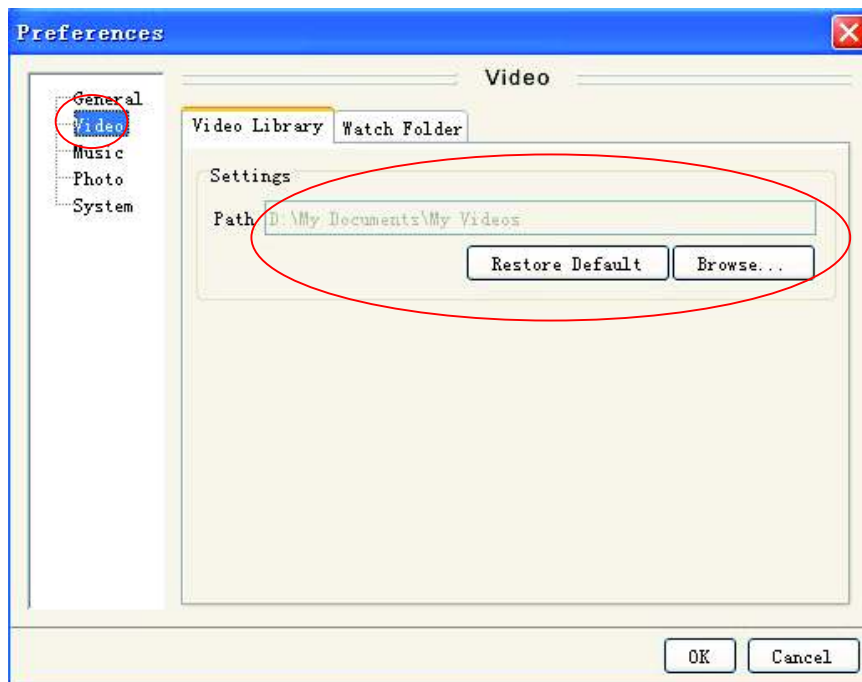 Preferences
Video
General
Video
Music
Photo
System
Video Library
Watch Folder
Settings
Path D:\My Documents\My Videos
Restore Default
Browse...
OK
Cancel